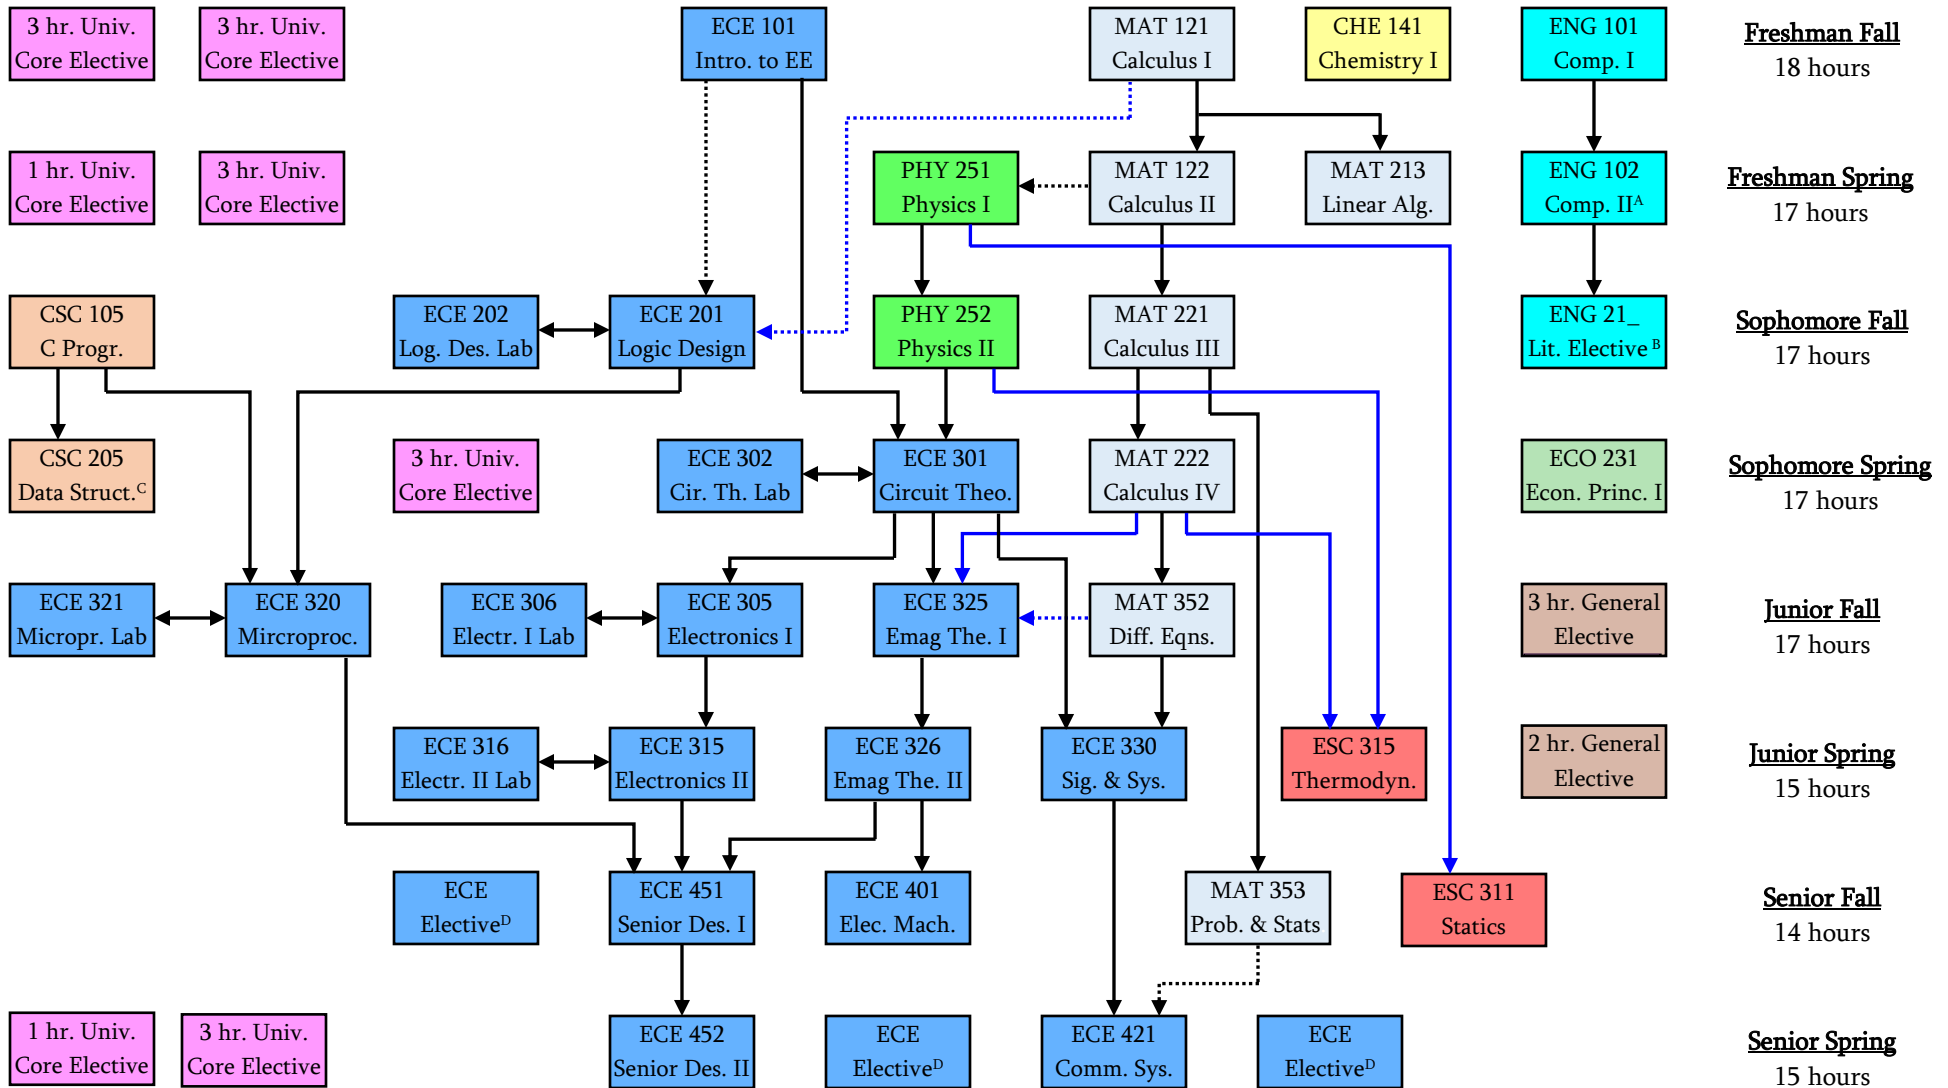 3 hr. Univ.
Core Elective
3 hr. Univ.
Core Elective
ECE 101
Intro. to EE
MAT 121
Calculus I
CHE 141
Chemistry I
ENG 101
Comp. I
Freshman Fall
18 hours
1 hr. Univ.
Core Elective
3 hr. Univ.
Core Elective
PHY 251
Physics I
MAT 122
Calculus II
MAT 213
Linear Alg.
ENG 102
Comp. IIᴬ
Freshman Spring
17 hours
CSC 105
C Progr.
ECE 202
Log. Des. Lab
ECE 201
Logic Design
PHY 252
Physics II
MAT 221
Calculus III
ENG 21_
Lit. Elective ᴮ
Sophomore Fall
17 hours
CSC 205
Data Struct.ᶜ
3 hr. Univ.
Core Elective
ECE 302
Cir. Th. Lab
ECE 301
Circuit Theo.
MAT 222
Calculus IV
ECO 231
Econ. Princ. I
Sophomore Spring
17 hours
ECE 321
Micropr. Lab
ECE 320
Mircroproc.
ECE 306
Electr. I Lab
ECE 305
Electronics I
ECE 325
Emag The. I
MAT 352
Diff. Eqns.
3 hr. General
Elective
Junior Fall
17 hours
ECE 316
Electr. II Lab
ECE 315
Electronics II
ECE 326
Emag The. II
ECE 330
Sig. & Sys.
ESC 315
Thermodyn.
2 hr. General
Elective
Junior Spring
15 hours
ECE
Electiveᴰ
ECE 451
Senior Des. I
ECE 401
Elec. Mach.
MAT 353
Prob. & Stats
ESC 311
Statics
Senior Fall
14 hours
1 hr. Univ.
Core Elective
3 hr. Univ.
Core Elective
ECE 452
Senior Des. II
ECE
Electiveᴰ
ECE 421
Comm. Sys.
ECE
Electiveᴰ
Senior Spring
15 hours